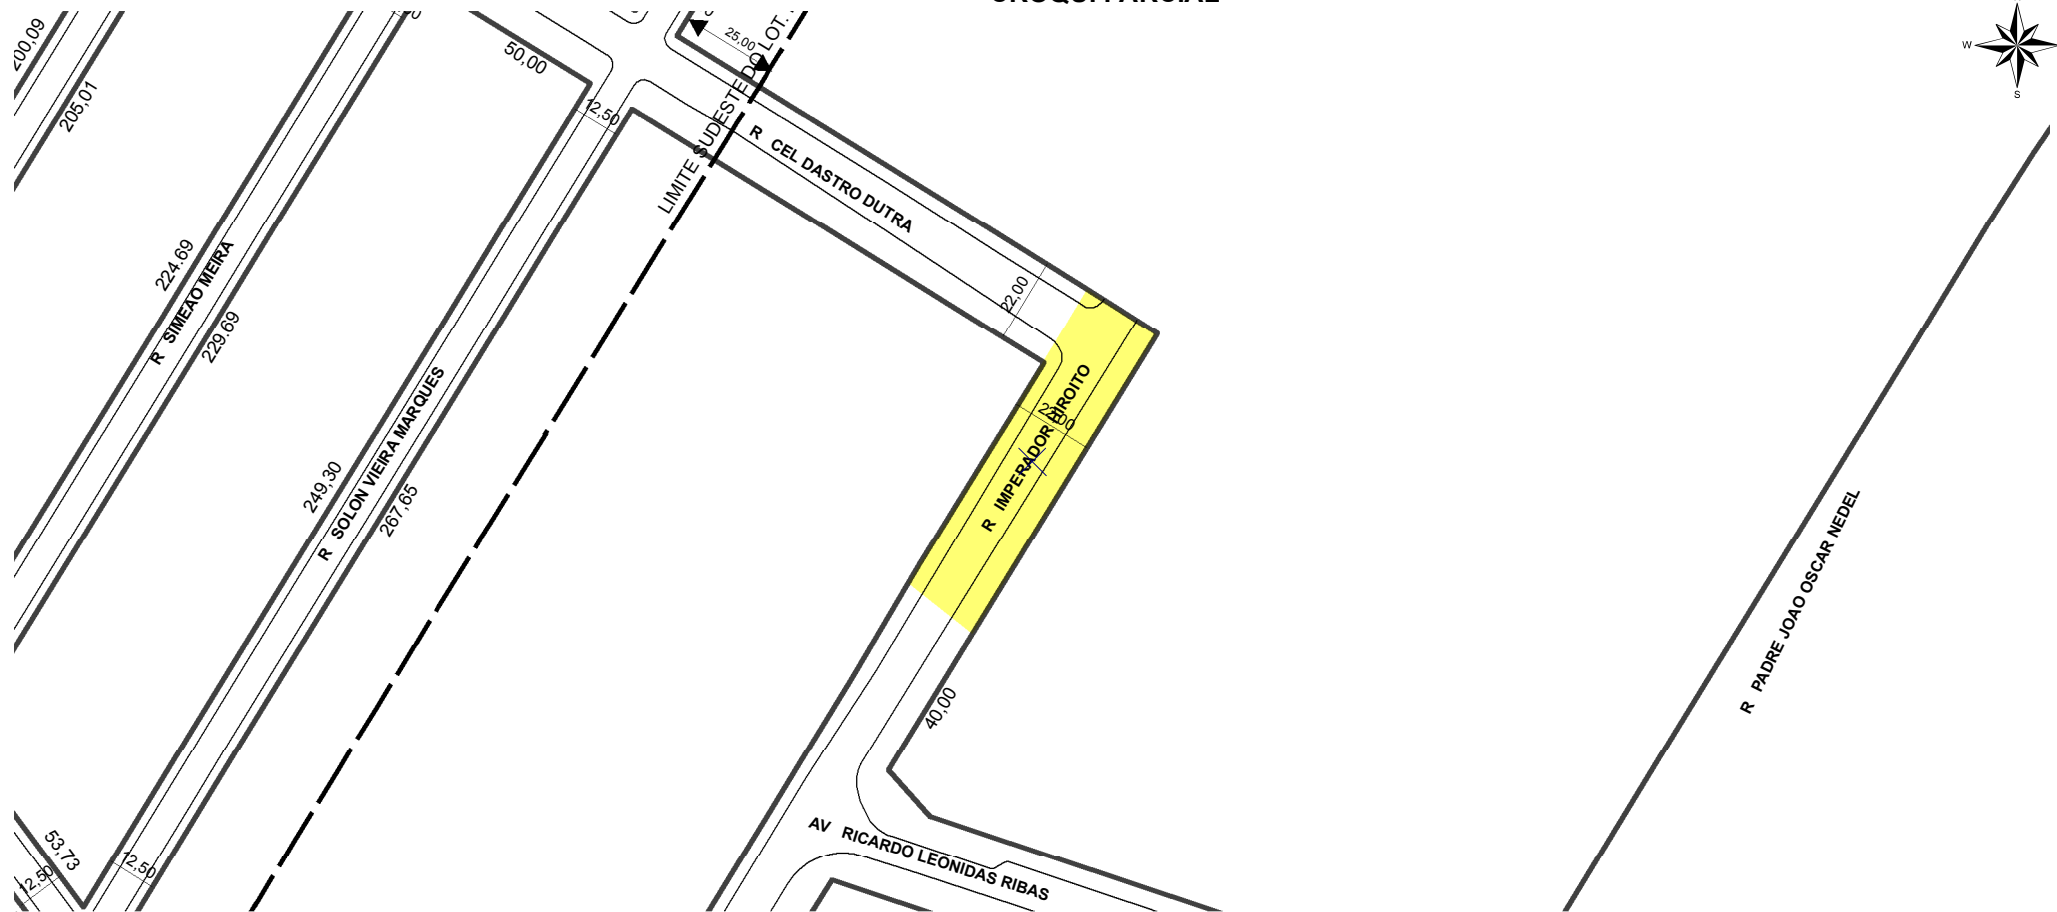 200,09
205,01
50,00
25,00
LIMITE SUDESTE DO LOT.
W
S
12,50
R CEL DASTRO DUTRA
22,00
224.69
R SIMEAO MEIRA
229.69
R IMPERADOR HIROITO
249,30
R SOLON VIEIRA MARQUES
267,65
R PADRE JOAO OSCAR NEDEL
40,00
AV RICARDO LEONIDAS RIBAS
53,73
12,50
12,50